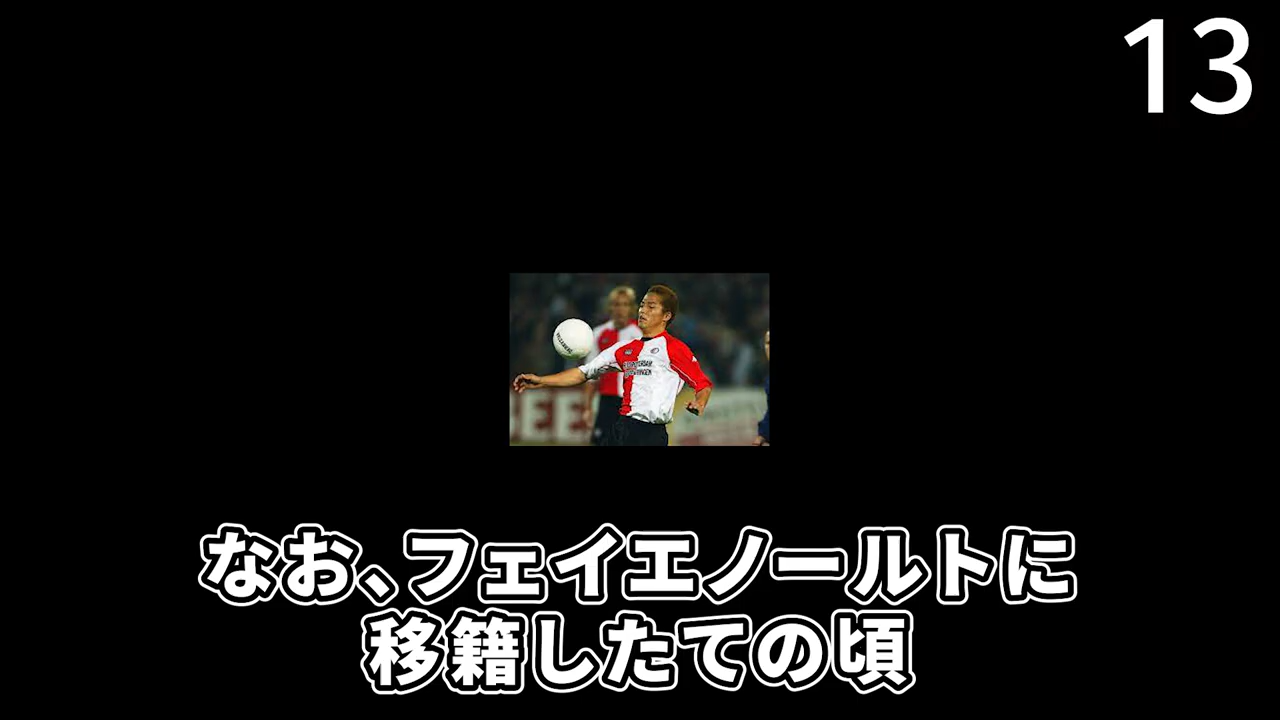 13
なお、フェイエノールトに
移籍したての頃